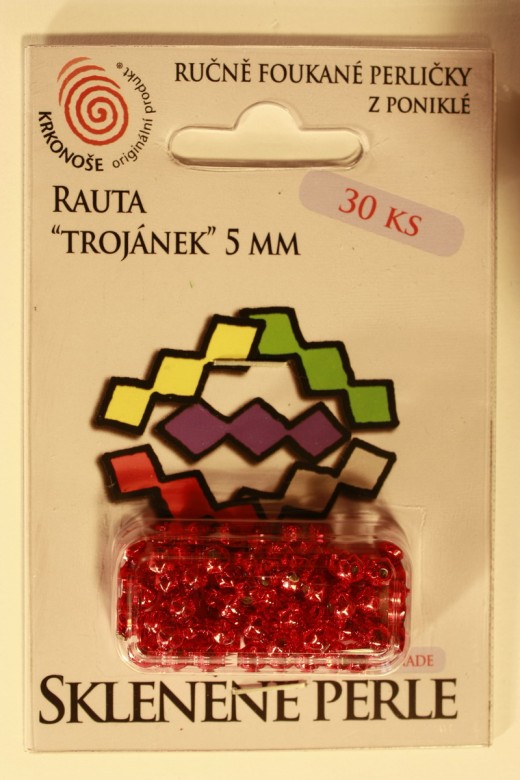 KRKONOŠE originální produkt®
RUČNĚ FOUKANÉ PERLIČKY
Z PONIKLÉ
RAUTA
“TROJÁNEK” 5 MM
30 KS
SKLENĚNÉ PERLE